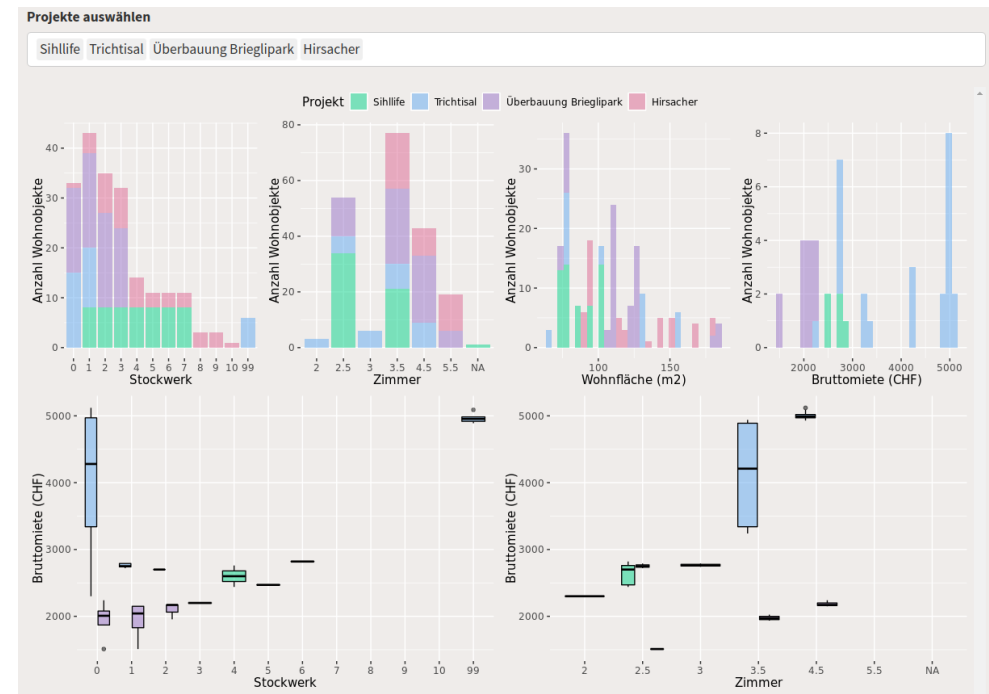 Projekte auswählen
Sihllife Trichtisal Überbauung Brieglipark Hirsacher
Projekt Sihllife Trichtisal Überbauung Brieglipark Hirsacher
Anzahl Wohnobjekte
40
30
20
10
0
0 1 2 3 4 5 6 7 8 9 10 99
Stockwerk
Anzahl Wohnobjekte
80
60
40
20
0
2 2.5 3 3.5 4.5 5.5 NA
Zimmer
Anzahl Wohnobjekte
30
20
10
0
100 150
Wohnfläche (m2)
Anzahl Wohnobjekte
8
6
4
2
0
2000 3000 4000 5000
Bruttomiete (CHF)
Bruttomiete (CHF)
5000
4000
3000
2000
0 1 2 3 4 5 6 7 8 9 10 99
Stockwerk
Bruttomiete (CHF)
5000
4000
3000
2000
2 2.5 3 3.5 4.5 5.5 NA
Zimmer